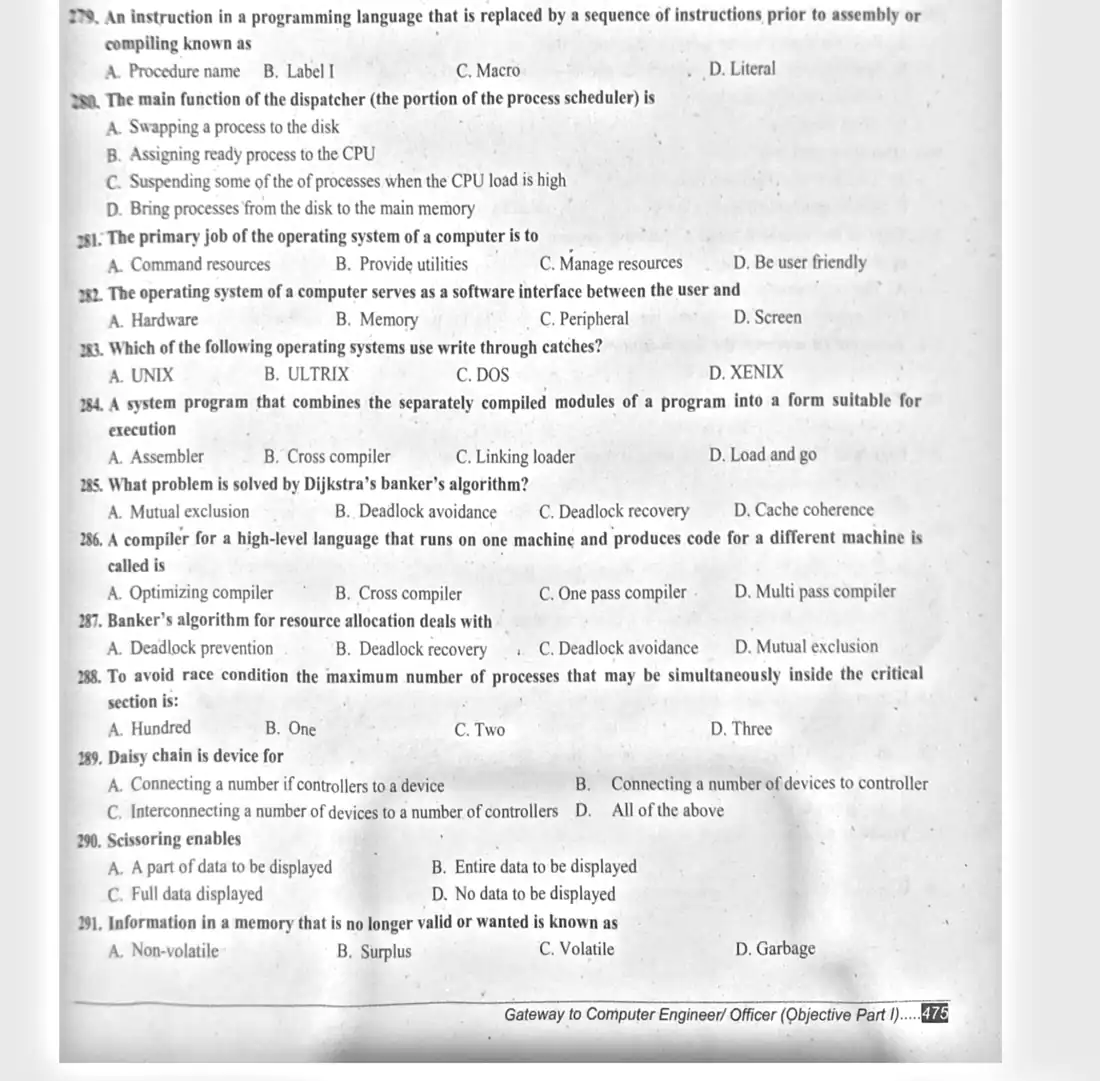 279. An instruction in a programming language that is replaced by a sequence of instructions prior to assembly or
compiling known as
A. Procedure name B. Label I C. Macro D. Literal
280. The main function of the dispatcher (the portion of the process scheduler) is
A. Swapping a process to the disk
B. Assigning ready process to the CPU
C. Suspending some of the of processes when the CPU load is high
D. Bring processes from the disk to the main memory
281. The primary job of the operating system of a computer is to
A. Command resources B. Provide utilities C. Manage resources D. Be user friendly
282. The operating system of a computer serves as a software interface between the user and
A. Hardware B. Memory C. Peripheral D. Screen
283. Which of the following operating systems use write through catches?
A. UNIX B. ULTRIX C. DOS D. XENIX
284. A system program that combines the separately compiled modules of a program into a form suitable for
execution
A. Assembler B. Cross compiler C. Linking loader D. Load and go
285. What problem is solved by Dijkstra's banker's algorithm?
A. Mutual exclusion B. Deadlock avoidance C. Deadlock recovery D. Cache coherence
286. A compiler for a high-level language that runs on one machine and produces code for a different machine is
called is
A. Optimizing compiler B. Cross compiler C. One pass compiler D. Multi pass compiler
287. Banker's algorithm for resource allocation deals with
A. Deadlock prevention B. Deadlock recovery C. Deadlock avoidance D. Mutual exclusion
288. To avoid race condition the maximum number of processes that may be simultaneously inside the critical
section is:
A. Hundred B. One C. Two D. Three
289. Daisy chain is device for
A. Connecting a number if controllers to a device B. Connecting a number of devices to controller
C. Interconnecting a number of devices to a number of controllers D. All of the above
290. Scissoring enables
A. A part of data to be displayed B. Entire data to be displayed
C. Full data displayed D. No data to be displayed
291. Information in a memory that is no longer valid or wanted is known as
A. Non-volatile B. Surplus C. Volatile D. Garbage
Gateway to Computer Engineer/ Officer (Objective Part I).....475